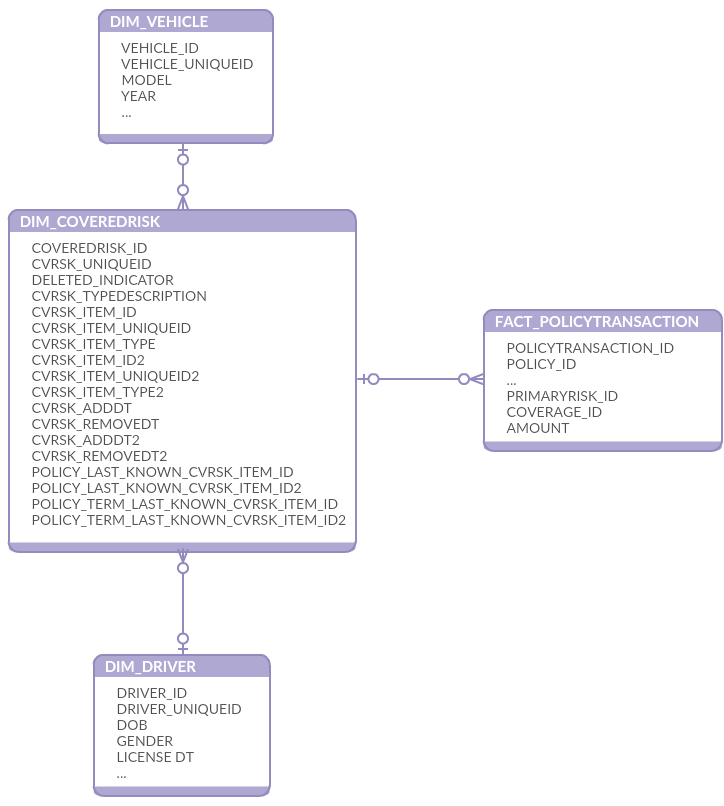 DIM_VEHICLE
VEHICLE_ID
VEHICLE_UNIQUEID
MODEL
YEAR
...
DIM_COVEREDRISK
COVEREDRISK_ID
CVRSK_UNIQUEID
DELETED_INDICATOR
CVRSK_TYPEDESCRIPTION
CVRSK_ITEM_ID
CVRSK_ITEM_UNIQUEID
CVRSK_ITEM_TYPE
CVRSK_ITEM_ID2
CVRSK_ITEM_UNIQUEID2
CVRSK_ITEM_TYPE2
CVRSK_ADDDT
CVRSK_REMOVEDT
CVRSK_ADDDT2
CVRSK_REMOVEDT2
POLICY_LAST_KNOWN_CVRSK_ITEM_ID
POLICY_LAST_KNOWN_CVRSK_ITEM_ID2
POLICY_TERM_LAST_KNOWN_CVRSK_ITEM_ID
POLICY_TERM_LAST_KNOWN_CVRSK_ITEM_ID2
FACT_POLICYTRANSACTION
POLICYTRANSACTION_ID
POLICY_ID
...
PRIMARYRISK_ID
COVERAGE_ID
AMOUNT
DIM_DRIVER
DRIVER_ID
DRIVER_UNIQUEID
DOB
GENDER
LICENSE DT
...